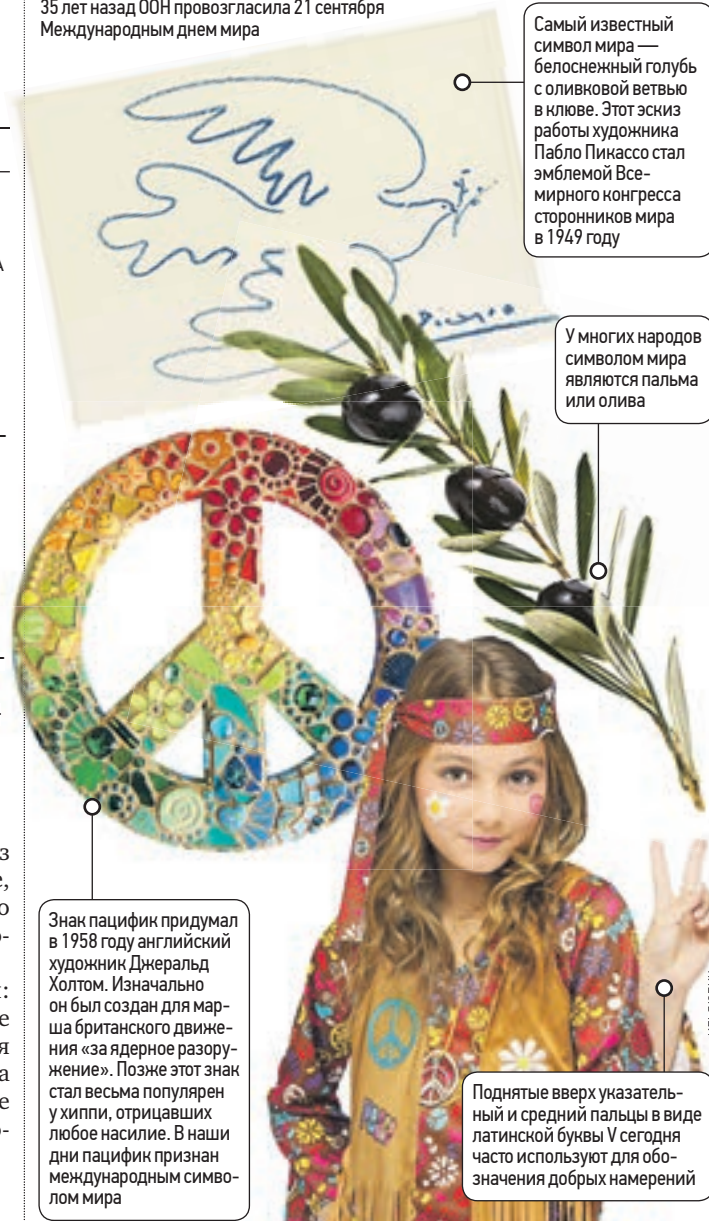 35 лет назад ООН провозгласила 21 сентября
Международным днем мира
Самый известный
символ мира —
белоснежный голубь
с оливковой ветвью
в клюве. Этот эскиз
работы художника
Пабло Пикассо стал
эмблемой Все-
мирного конгресса
сторонников мира
в 1949 году
Picasso
У многих народов
символом мира
являются пальма
или олива
Знак пацифик придумал
в 1958 году английский
художник Джеральд
Холтом. Изначально
он был создан для мар-
ша британского движе-
ния «за ядерное разору-
жение». Позже этот знак
стал весьма популярен
у хиппи, отрицавших
любое насилие. В наши
дни пацифик признан
международным симво-
лом мира
Поднятые вверх указатель-
ный и средний пальцы в виде
латинской буквы V сегодня
часто используют для обо-
значения добрых намерений